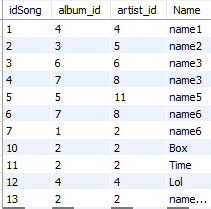 idSong album_id artist_id Name
1 4 4 name1
2 3 5 name2
3 6 6 name3
4 7 8 name3
5 5 11 name5
6 7 8 name6
7 1 2 name6
10 2 2 Box
11 2 2 Time
12 4 4 Lol
13 2 2 name...